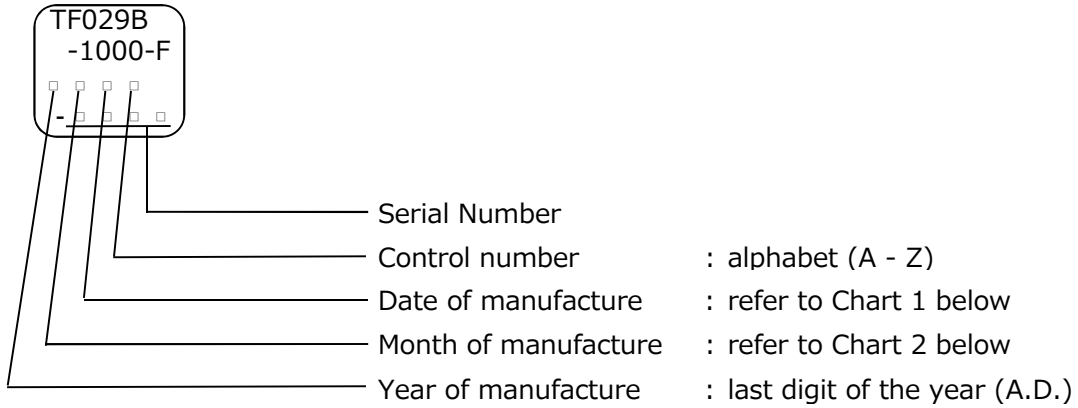 TF029B
-1000-F
□ □ □ □
-□ □ □ □
Serial Number
Control number : alphabet (A - Z)
Date of manufacture : refer to Chart 1 below
Month of manufacture : refer to Chart 2 below
Year of manufacture : last digit of the year (A.D.)